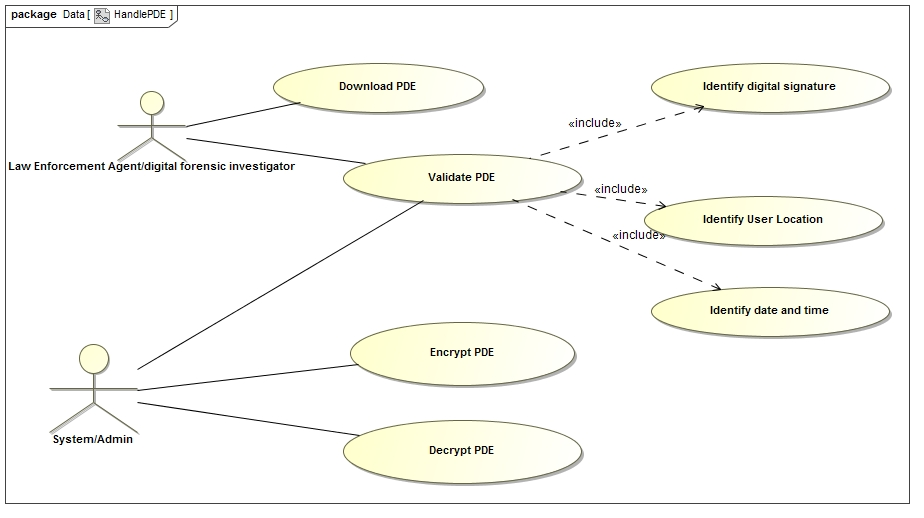 package Data [ HandlePDE ]
Download PDE
Identify digital signature
«include»
Law Enforcement Agent/digital forensic investigator
Validate PDE
«include»
Identify User Location
«include»
Identify date and time
Encrypt PDE
System/Admin
Decrypt PDE